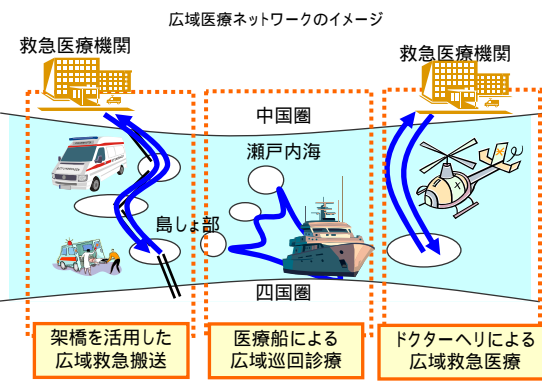 広域医療ネットワークのイメージ
救急医療機関
救急医療機関
中国圏
瀬戸内海
島しょ部
四国圏
架橋を活用した
広域救急搬送
医療船による
広域巡回診療
ドクターヘリによる
広域救急医療